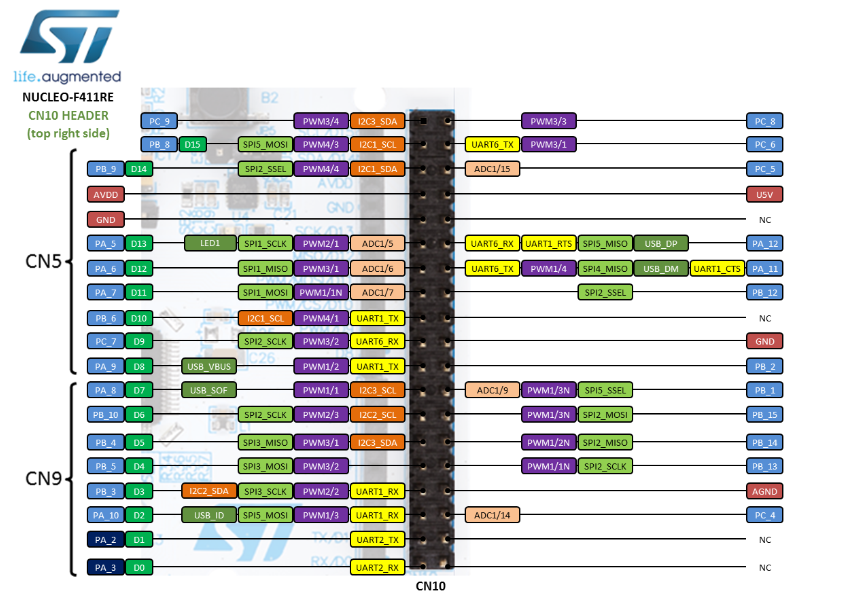 ST
life.augmented
NUCLEO-F411RE
CN10 HEADER
(top right side)
B2
PC_9 PWM3/4 I2C3_SDA PWM3/3 PC_8
PB_8 D15 SPI5_MOSI PWM4/3 I2C1_SCL UART6_TX PWM3/1 PC_6
PB_9 D14 SPI2_SSEL PWM4/4 I2C1_SDA ADC1/15 PC_5
AVDD
AVDD U5V
GND
GND NC
CN5
PA_5 D13 LED1 SPI1_SCLK PWM2/1 ADC1/5 UART6_RX UART1_RTS SPI5_MISO USB_DP PA_12
PA_6 D12 SPI1_MISO PWM3/1 ADC1/6 UART6_TX PWM1/4 SPI4_MISO USB_DM UART1_CTS PA_11
PA_7 D11 SPI1_MOSI PWM1/1N ADC1/7 SPI2_SSEL PB_12
PB_6 D10 I2C1_SCL PWM4/1 UART1_TX NC
PC_7 D9 SPI2_SCLK PWM3/2 UART6_RX GND
C26
PA_9 D8 USB_VBUS PWM1/2 UART1_TX PB_2
PA_8 D7 USB_SOF PWM1/1 I2C3_SCL ADC1/9 PWM1/3N SPI5_SSEL PB_1
PB_10 D6 SPI2_SCLK PWM2/3 I2C2_SCL PWM1/3N SPI2_MOSI PB_15
PB_4 D5 SPI3_MISO PWM3/1 I2C3_SDA PWM1/2N SPI2_MISO PB_14
PB_5 D4 SPI3_MOSI PWM3/2 PWM1/1N SPI2_SCLK PB_13
CN9
PB_3 D3 I2C2_SDA SPI3_SCLK PWM2/2 UART1_RX AGND
PA_10 D2 USB_ID SPI5_MOSI PWM1/3 UART1_RX ADC1/14 PC_4
PA_2 D1 UART2_TX NC
PA_3 D0 UART2_RX NC
CN10